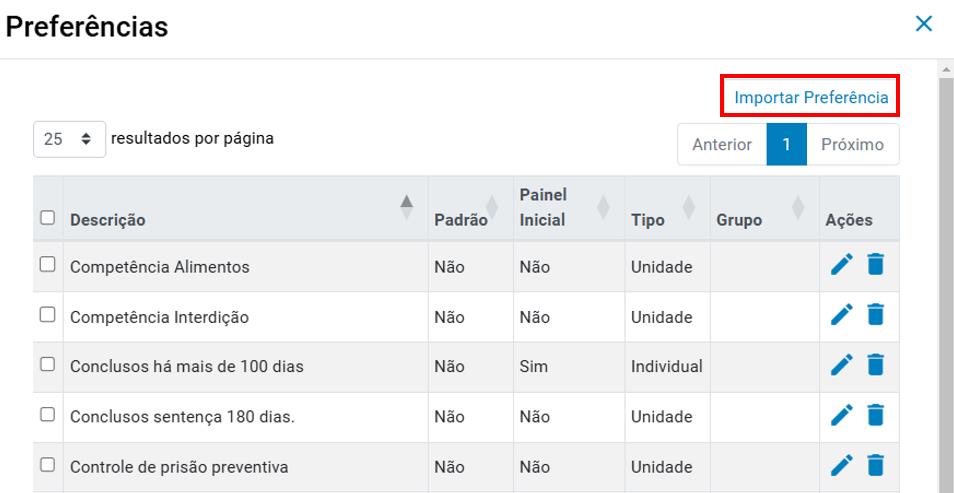 Preferências
Importar Preferência
25 resultados por página
Anterior 1 Próximo
Descrição Padrão Painel Inicial Tipo Grupo Ações
Competência Alimentos Não Não Unidade
Competência Interdição Não Não Unidade
Conclusos há mais de 100 dias Não Sim Individual
Conclusos sentença 180 dias. Não Não Unidade
Controle de prisão preventiva Não Não Unidade